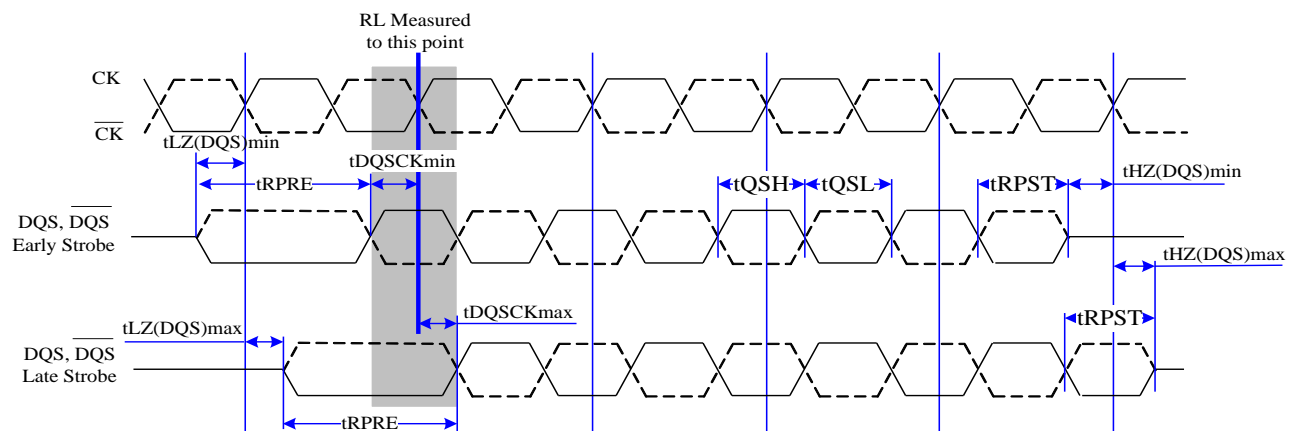 RL Measured
to this point
CK
CK
tLZ(DQS)min
tDQSCKmin
tRPRE
tQSH
tQSL
tRPST
tHZ(DQS)min
DQS, DQS
Early Strobe
tHZ(DQS)max
tDQSCKmax
tLZ(DQS)max
tRPST
DQS, DQS
Late Strobe
tRPRE